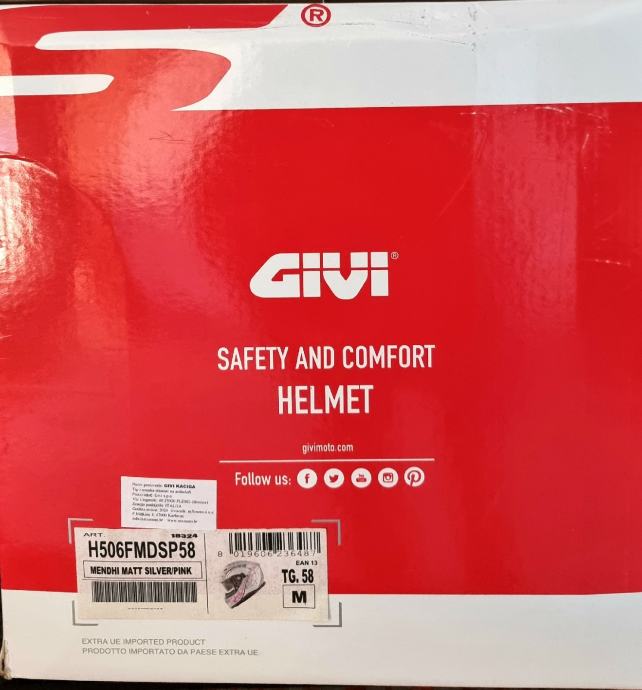 ®
GIVI®
SAFETY AND COMFORT
HELMET
givimoto.com
Follow us:
GIVI KACIGA
ART. 18324
H506FMDSP58
MENDHI MATT SILVER/PINK
8 019606 236487
EAN 13
TG. 58
M
EXTRA UE IMPORTED PRODUCT
PRODOTTO IMPORTATO DA PAESE EXTRA UE